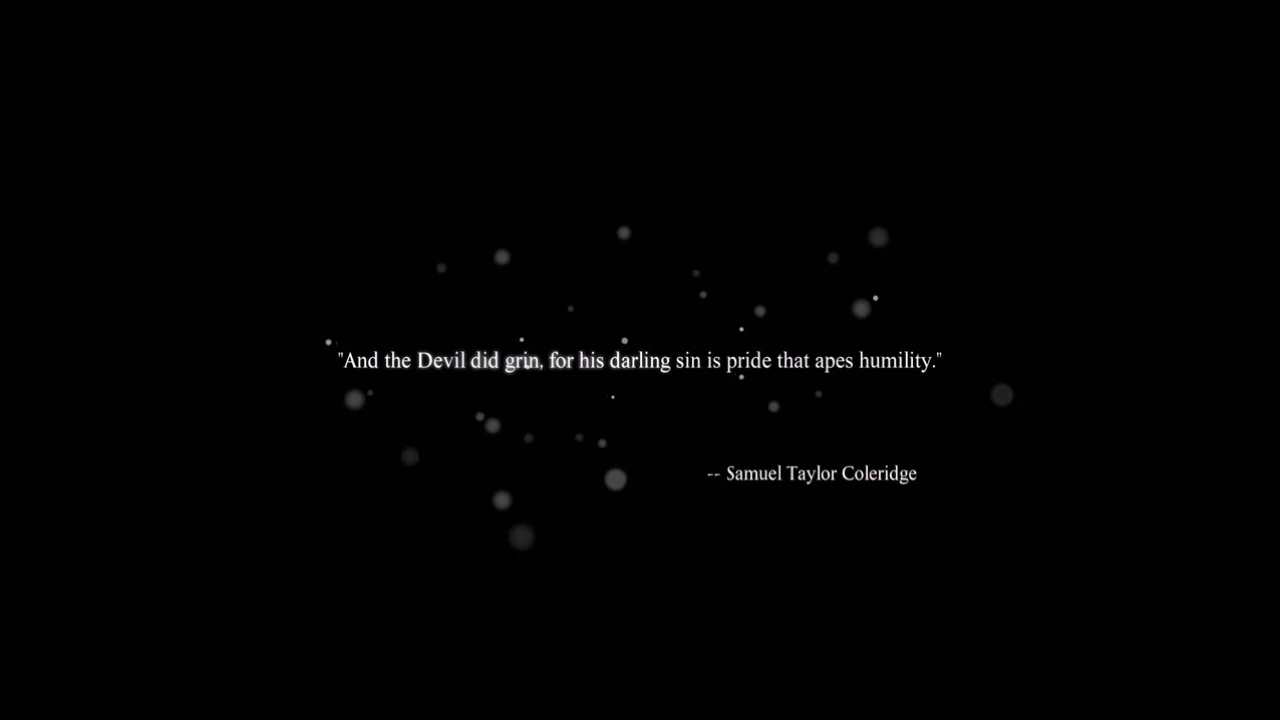 "And the Devil did grin, for his darling sin is pride that apes humility."
-- Samuel Taylor Coleridge